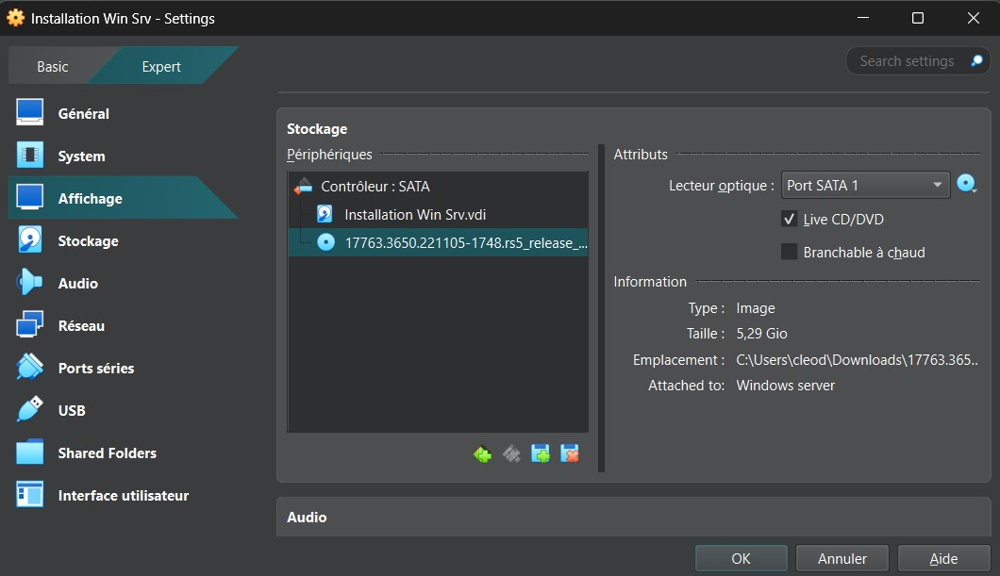 Installation Win Srv - Settings
Basic
Expert
Search settings
Général
System
Affichage
Stockage
Audio
Réseau
Ports séries
USB
Shared Folders
Interface utilisateur
Stockage
Périphériques
Contrôleur : SATA
Installation Win Srv.vdi
17763.3650.221105-1748.rs5_release_...
Attributs
Lecteur optique : Port SATA 1
Live CD/DVD
Branchable à chaud
Information
Type : Image
Taille : 5,29 Gio
Emplacement : C:\Users\cleod\Downloads\17763.365..
Attached to: Windows server
Audio
OK
Annuler
Aide